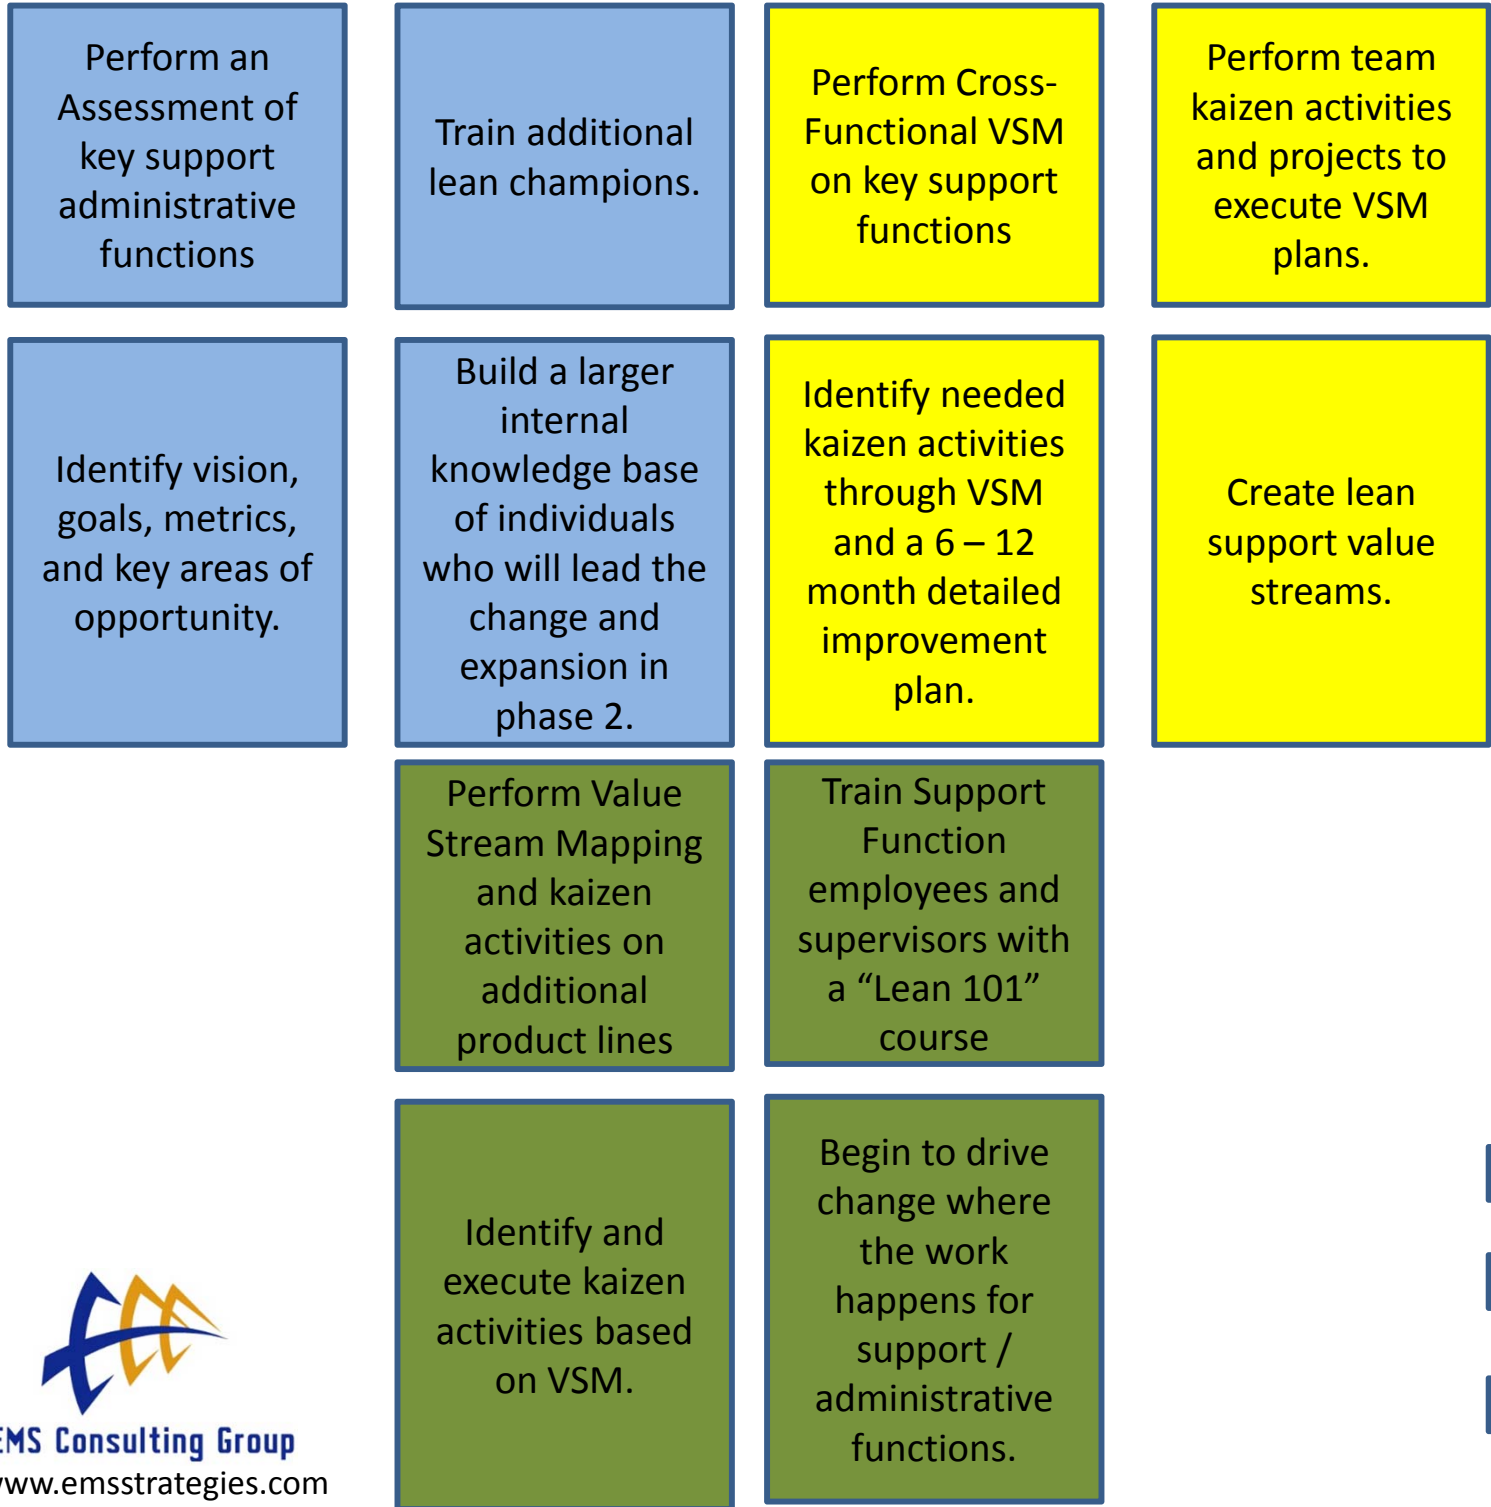 Perform an
Assessment of
key support
administrative
functions
Train additional
lean champions.
Perform Cross-
Functional VSM
on key support
functions
Perform team
kaizen activities
and projects to
execute VSM
plans.
Identify vision,
goals, metrics,
and key areas of
opportunity.
Build a larger
internal
knowledge base
of individuals
who will lead the
change and
expansion in
phase 2.
Identify needed
kaizen activities
through VSM
and a 6 – 12
month detailed
improvement
plan.
Create lean
support value
streams.
Perform Value
Stream Mapping
and kaizen
activities on
additional
product lines
Train Support
Function
employees and
supervisors with
a “Lean 101”
course
Identify and
execute kaizen
activities based
on VSM.
Begin to drive
change where
the work
happens for
support /
administrative
functions.
EMS Consulting Group
www.emsstrategies.com